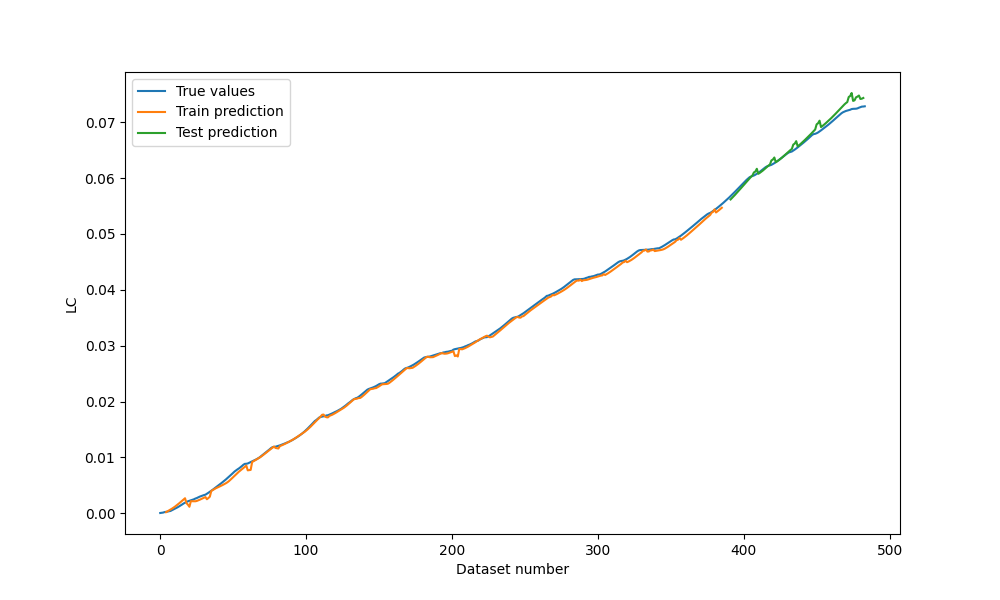 True values
Train prediction
Test prediction
0.07
0.06
0.05
0.04
0.03
0.02
0.01
0.00
LC
0 100 200 300 400 500
Dataset number